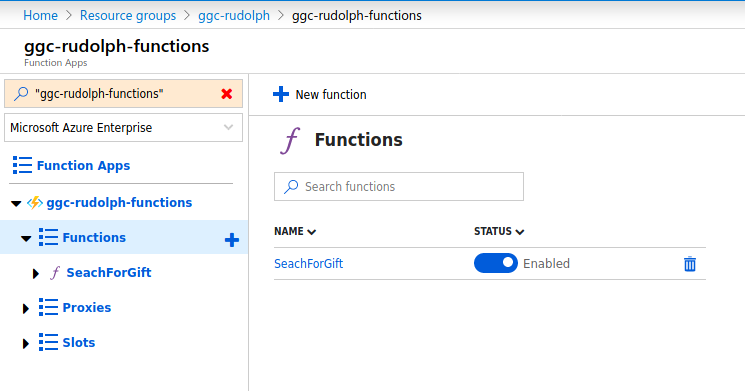 Home > Resource groups > ggc-rudolph > ggc-rudolph-functions
ggc-rudolph-functions
Function Apps
"ggc-rudolph-functions"
Microsoft Azure Enterprise
Function Apps
ggc-rudolph-functions
Functions
SeachForGift
Proxies
Slots
New function
Functions
Search functions
NAME STATUS
SeachForGift Enabled